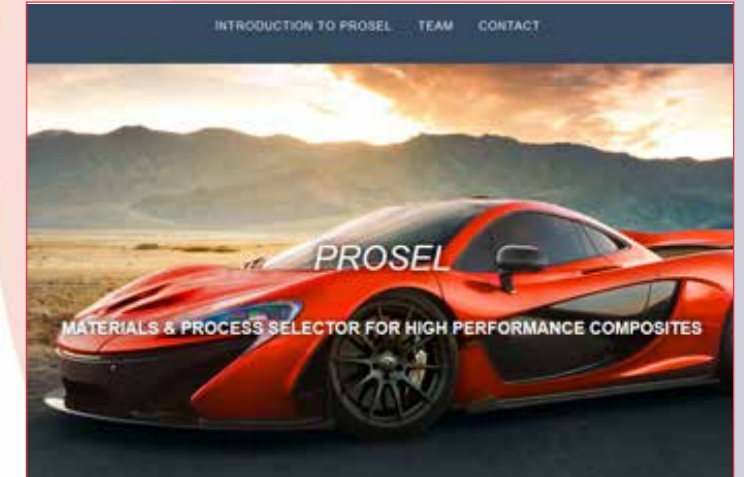 INTRODUCTION TO PROSEL TEAM CONTACT
PROSEL
MATERIALS & PROCESS SELECTOR FOR HIGH PERFORMANCE COMPOSITES